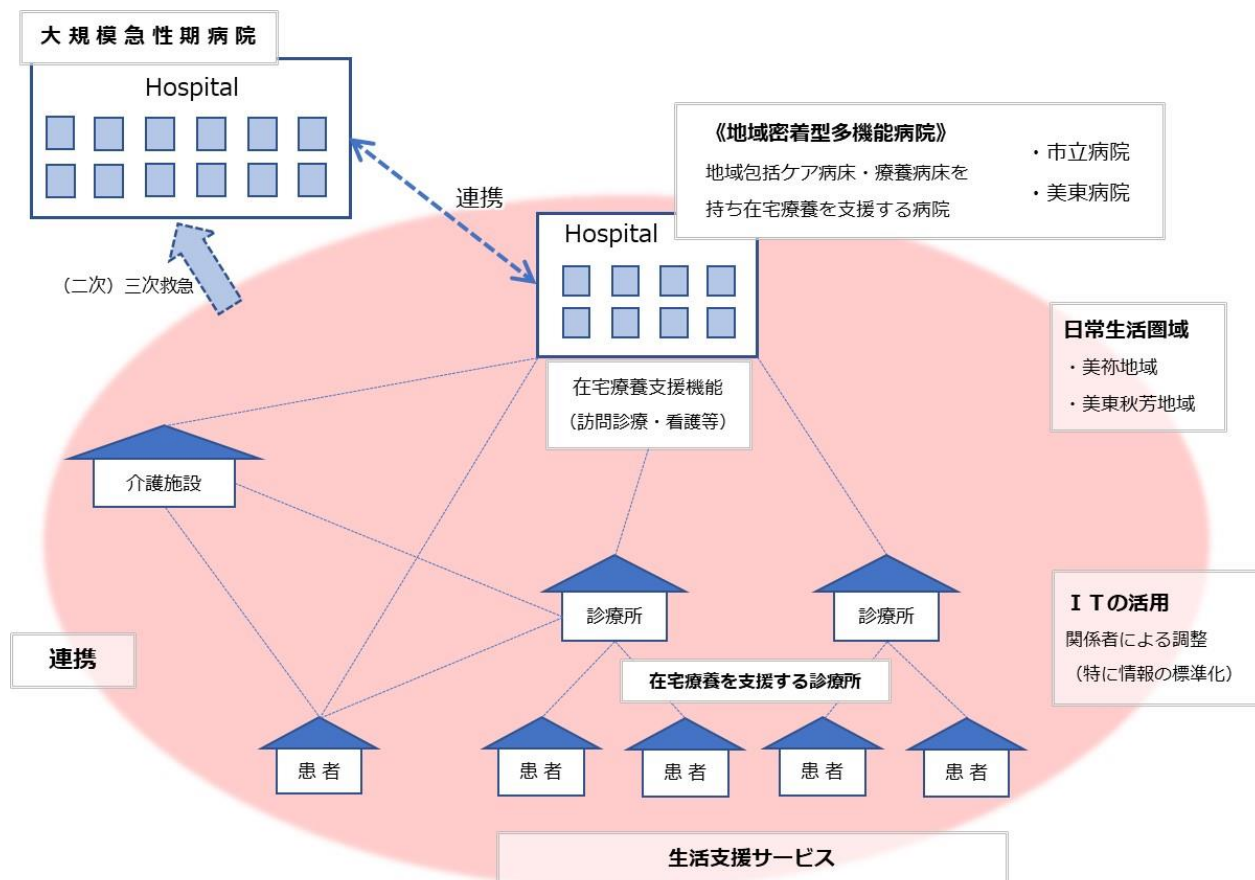 大規模急性期病院
Hospital
《地域密着型多機能病院》
地域包括ケア病床・療養病床を
持ち在宅療養を支援する病院
・市立病院
・美東病院
連携
Hospital
（二次）三次救急
日常生活圏域
・美祢地域
・美東秋芳地域
在宅療養支援機能
（訪問診療・看護等）
介護施設
診療所
診療所
ＩＴの活用
関係者による調整
（特に情報の標準化）
連携
在宅療養を支援する診療所
患者
患者
患者
患者
患者
生活支援サービス